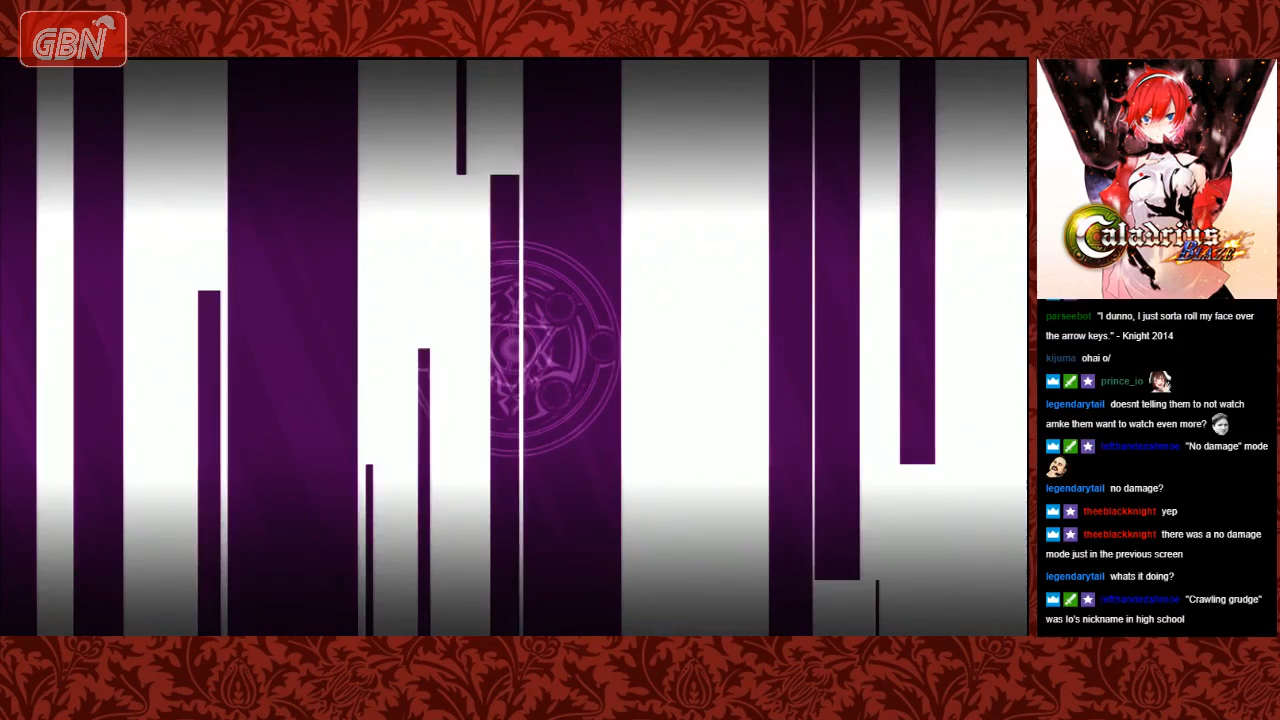 GBN
Caladrius
BLAZE
parseebot "I dunno, I just sorta roll my face over
the arrow keys." - Knight 2014
kijuma ohai o/
prince_io
legendarytail doesnt telling them to not watch
amke them want to watch even more?
lefthandedshmoe "No damage" mode
legendarytail no damage?
theeblackknight yep
theeblackknight there was a no damage
mode just in the previous screen
legendarytail whats it doing?
lefthandedshmoe "Crawling grudge"
was Io's nickname in high school